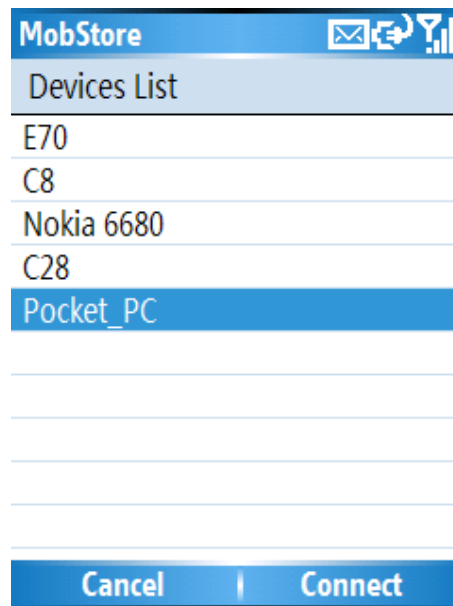 MobStore
Devices List
E70
C8
Nokia 6680
C28
Pocket_PC
Cancel Connect